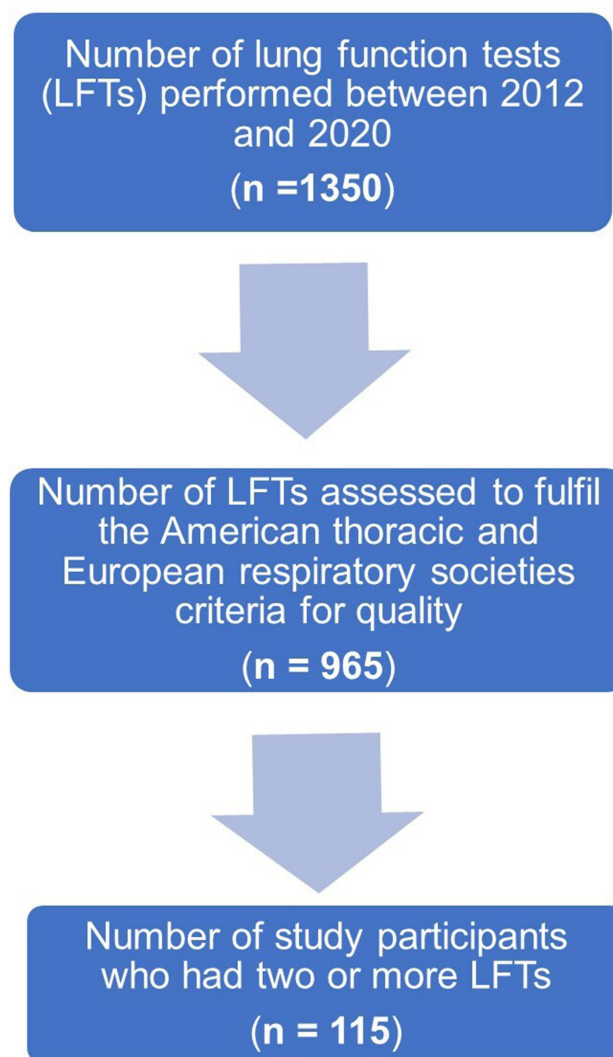 Number of lung function tests
(LFTs) performed between 2012
and 2020
(n =1350)
Number of LFTs assessed to fulfil
the American thoracic and
European respiratory societies
criteria for quality
(n = 965)
Number of study participants
who had two or more LFTs
(n = 115)